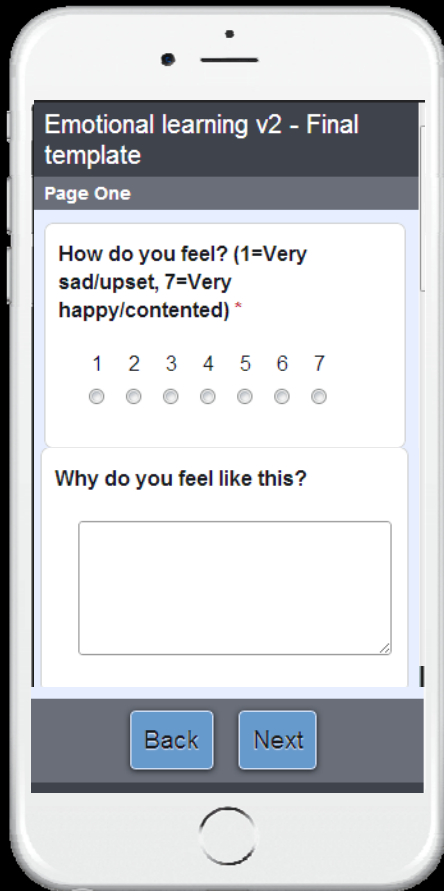 Emotional learning v2 - Final
template
Page One
How do you feel? (1=Very
sad/upset, 7=Very
happy/contented) *
1 2 3 4 5 6 7
Why do you feel like this?
Back Next